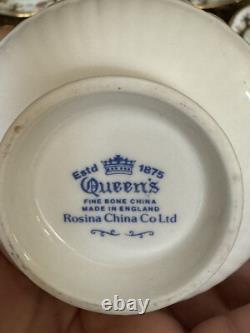 Estd 1875
Queen's
FINE BONE CHINA
MADE IN ENGLAND
Rosina China Co Ltd